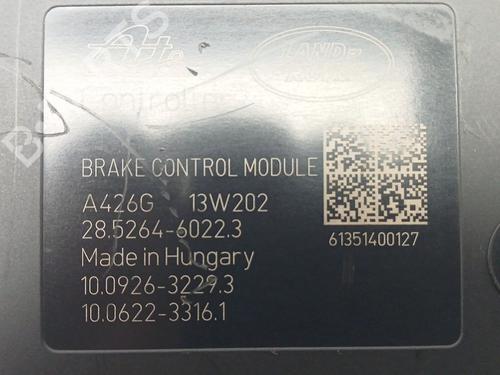 LAND-
BRAKE CONTROL MODULE
A426G 13W202
28.5264-6022.3
61351400127
Made in Hungary
10.0926-3229.3
10.0622-3316.1